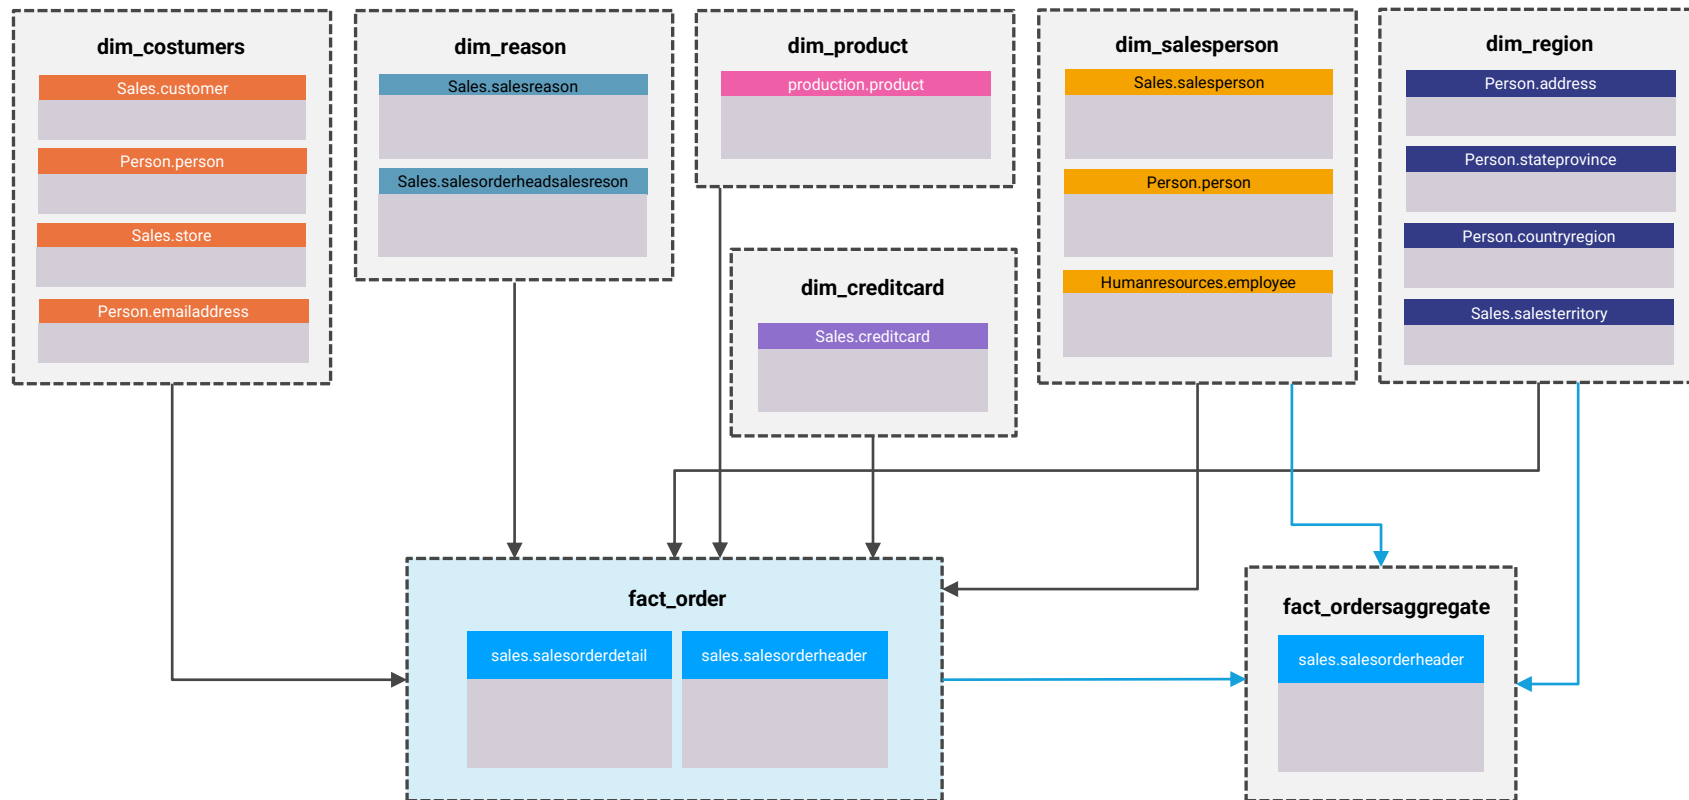 dim_costumers
Sales.customer
Person.person
Sales.store
Person.emailaddress
dim_reason
Sales.salesreason
Sales.salesorderheadsalesreson
dim_product
production.product
dim_creditcard
Sales.creditcard
dim_salesperson
Sales.salesperson
Person.person
Humanresources.employee
dim_region
Person.address
Person.stateprovince
Person.countryregion
Sales.salesterritory
fact_order
sales.salesorderdetail
sales.salesorderheader
fact_ordersaggregate
sales.salesorderheader